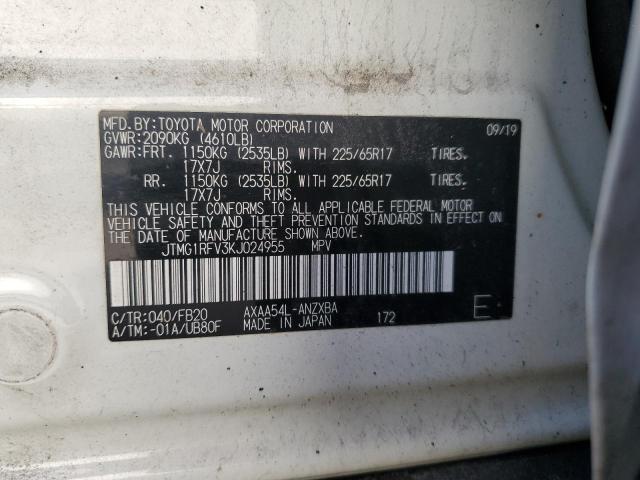 MFD.BY:TOYOTA MOTOR CORPORATION 09/19
GVWR:2090KG (4610LB)
GAWR:FRT. 1150KG (2535LB) WITH 225/65R17 TIRES.
17X7J RIMS.
RR. 1150KG (2535LB) WITH 225/65R17 TIRES.
17X7J RIMS.
THIS VEHICLE CONFORMS TO ALL APPLICABLE FEDERAL MOTOR
VEHICLE SAFETY AND THEFT PREVENTION STANDARDS IN EFFECT ON
THE DATE OF MANUFACTURE SHOWN ABOVE.
JTMG1RFV3KJ024955 MPV
C/TR:040/FB20 AXAA54L-ANZXBA
A/TM:-01A/UB80F MADE IN JAPAN 172 E